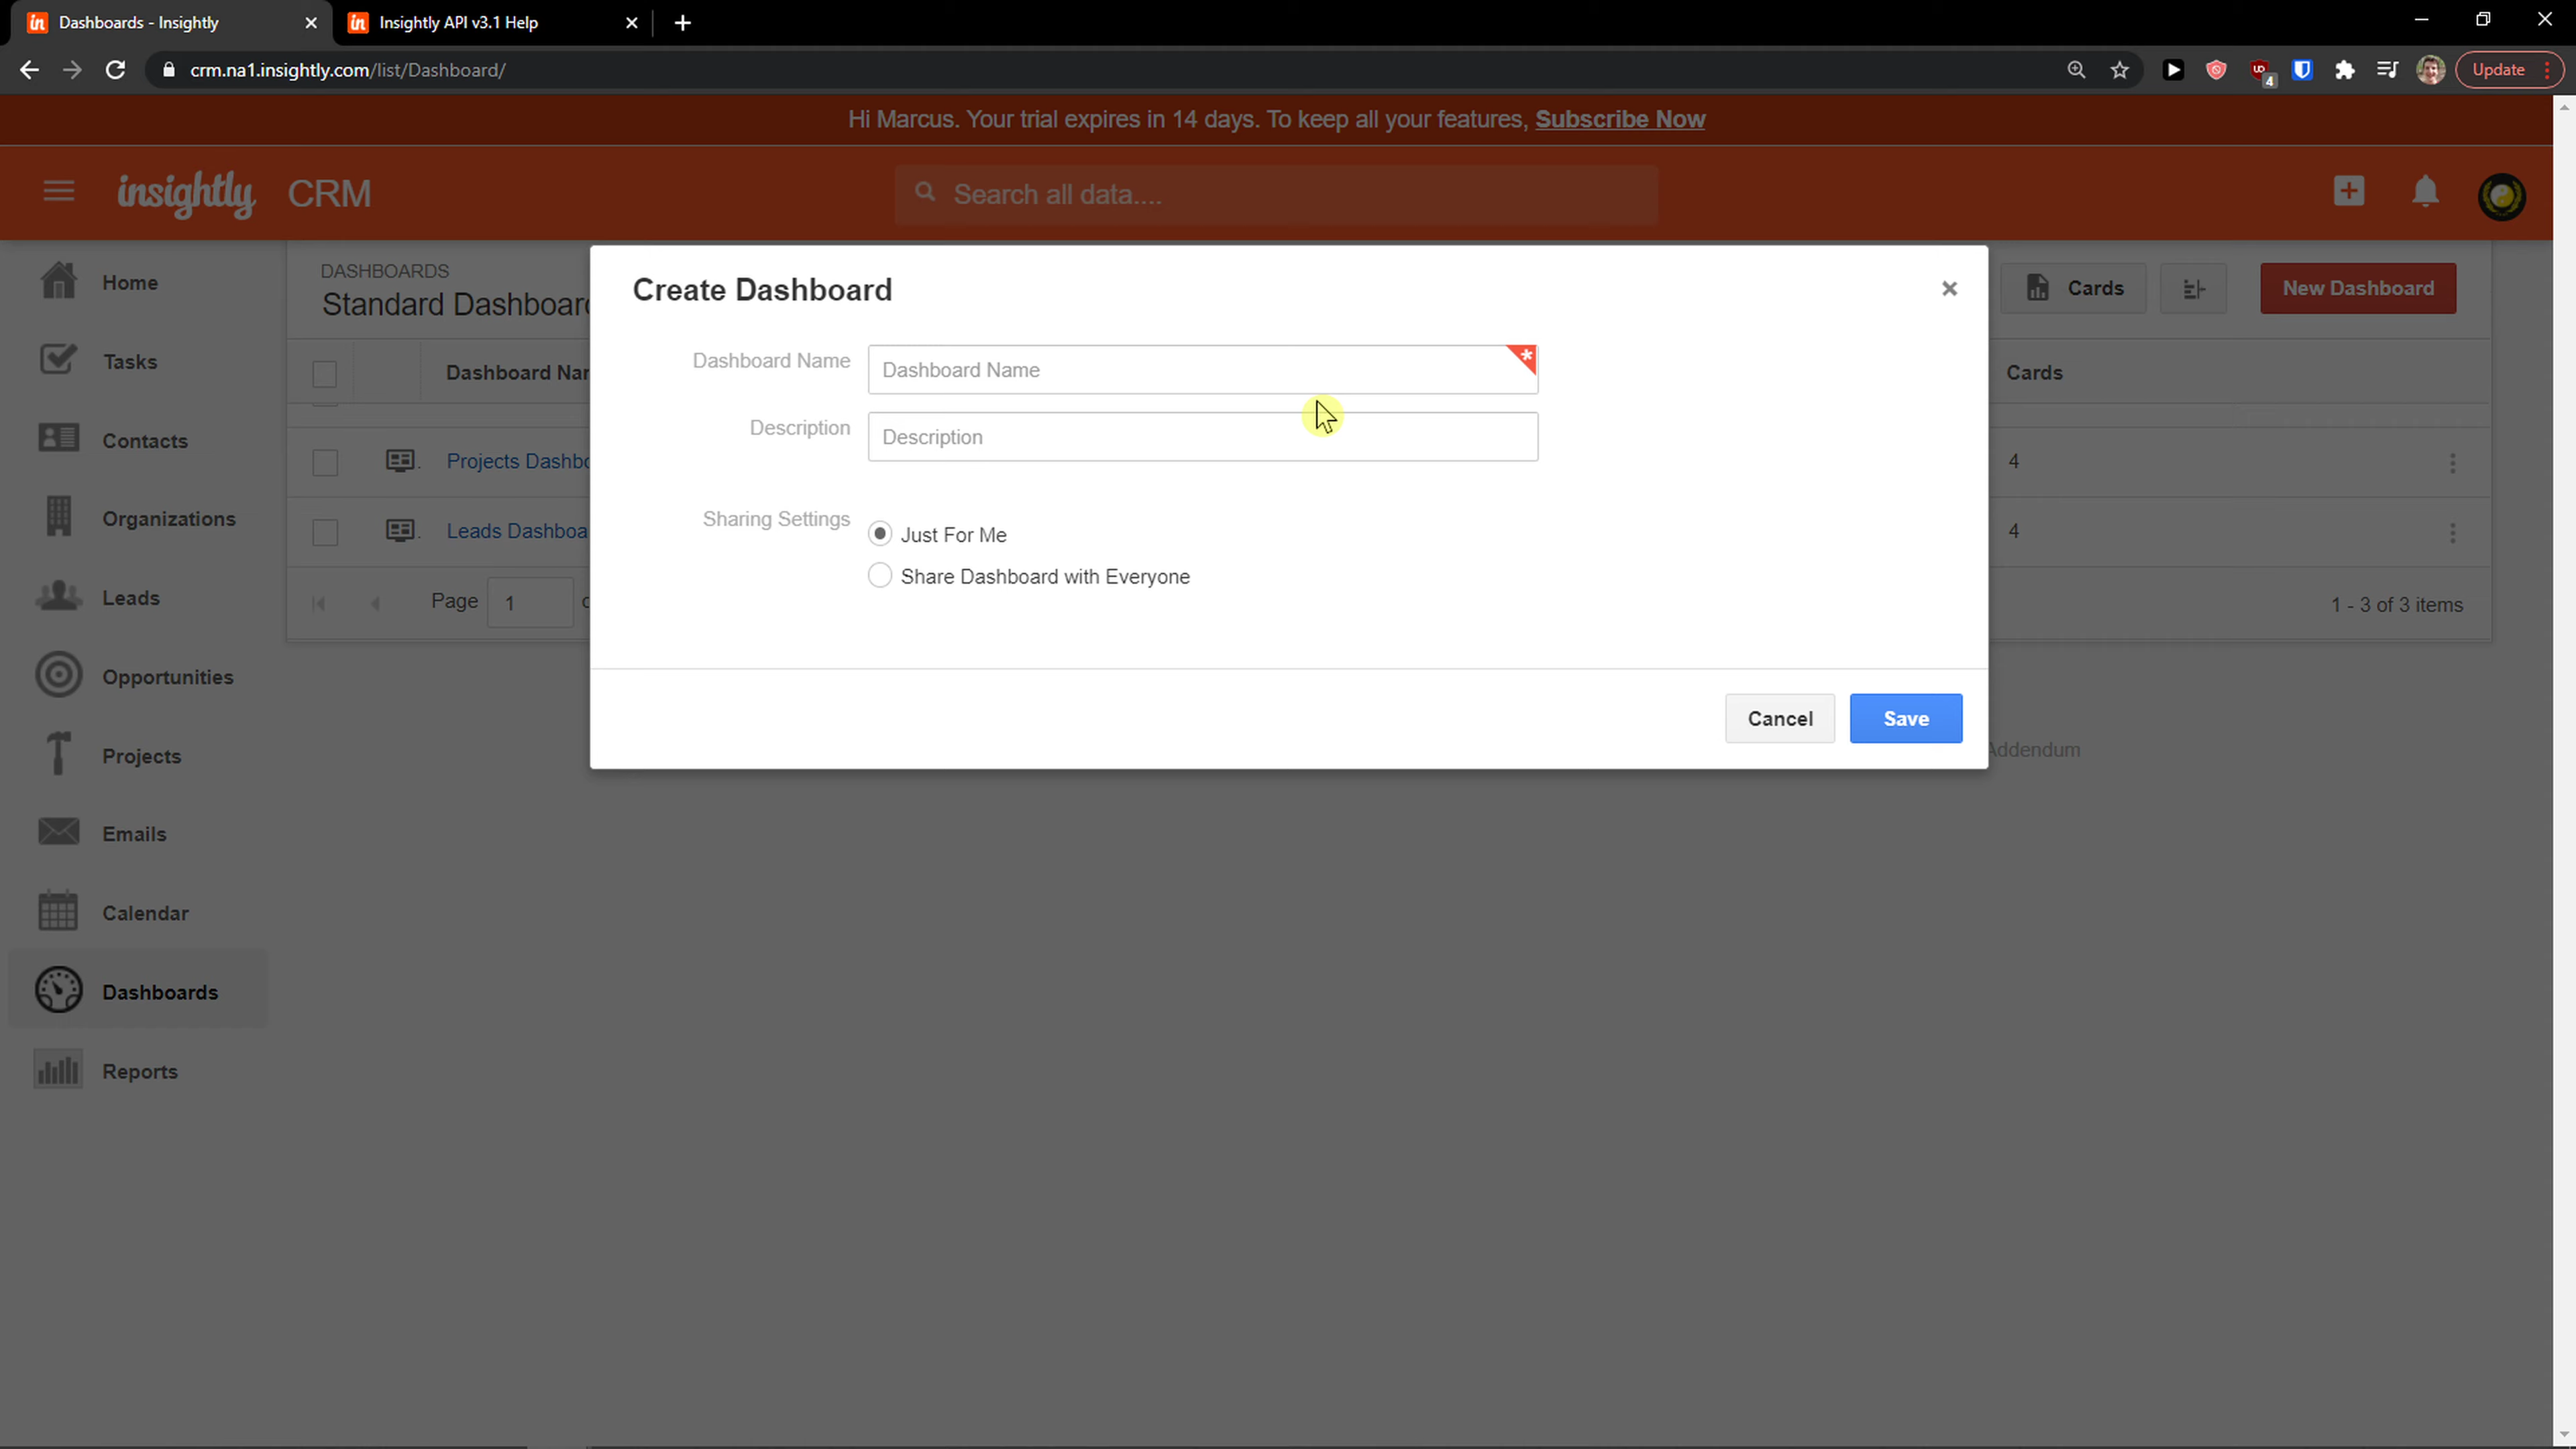 Dashboards - Insightly
Insightly API v3.1 Help
crm.na1.insightly.com/list/Dashboard/
4
Update
Hi Marcus. Your trial expires in 14 days. To keep all your features, Subscribe Now
insightly CRM
Search all data....
Home
Tasks
Contacts
Organizations
Leads
Opportunities
Projects
Emails
Calendar
Dashboards
Reports
DASHBOARDS
Standard Dashboard
Cards
New Dashboard
Dashboard Nar
Cards
Projects Dashbo
4
Leads Dashboa
4
Page 1
1 - 3 of 3 items
Create Dashboard
Dashboard Name
Dashboard Name
*
Description
Description
Sharing Settings
Just For Me
Share Dashboard with Everyone
Cancel
Save
Addendum